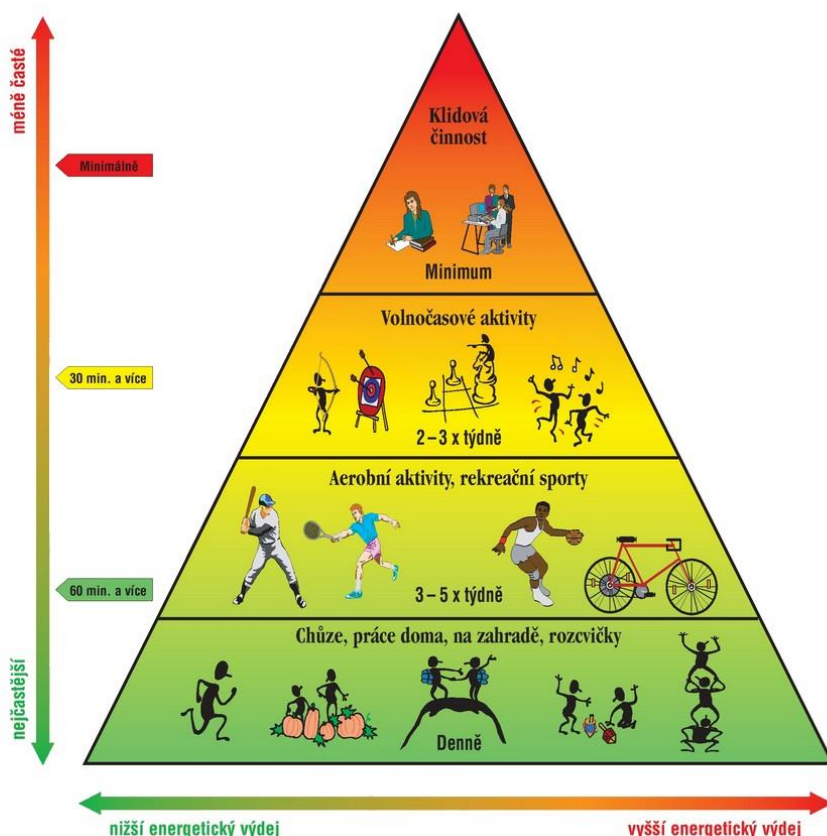 méně časté
Klidová
činnost
Minimálně
Minimum
Volnočasové aktivity
30 min. a více
2 – 3 x týdně
Aerobní aktivity, rekreační sporty
60 min. a více
3 – 5 x týdně
Chůze, práce doma, na zahradě, rozcvičky
nejčastější
Denně
nižší energetický výdej
vyšší energetický výdej